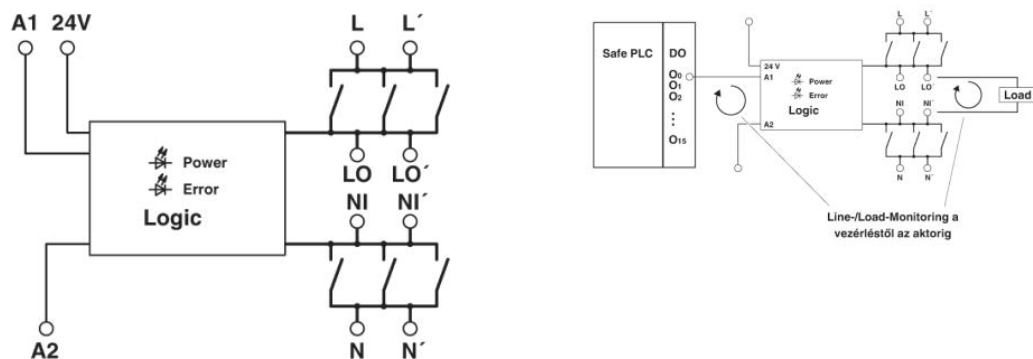 A1 24V
L L´
Power
Error
Logic
LO LO´
NI NI´
A2
N N´
Safe PLC
DO
O0
O1
O2
⋮
O15
24 V
A1
Power
Error
Logic
A2
L L´
LO LO´
NI NI´
N N´
Load
Line-/Load-Monitoring a
vezérléstől az aktorig